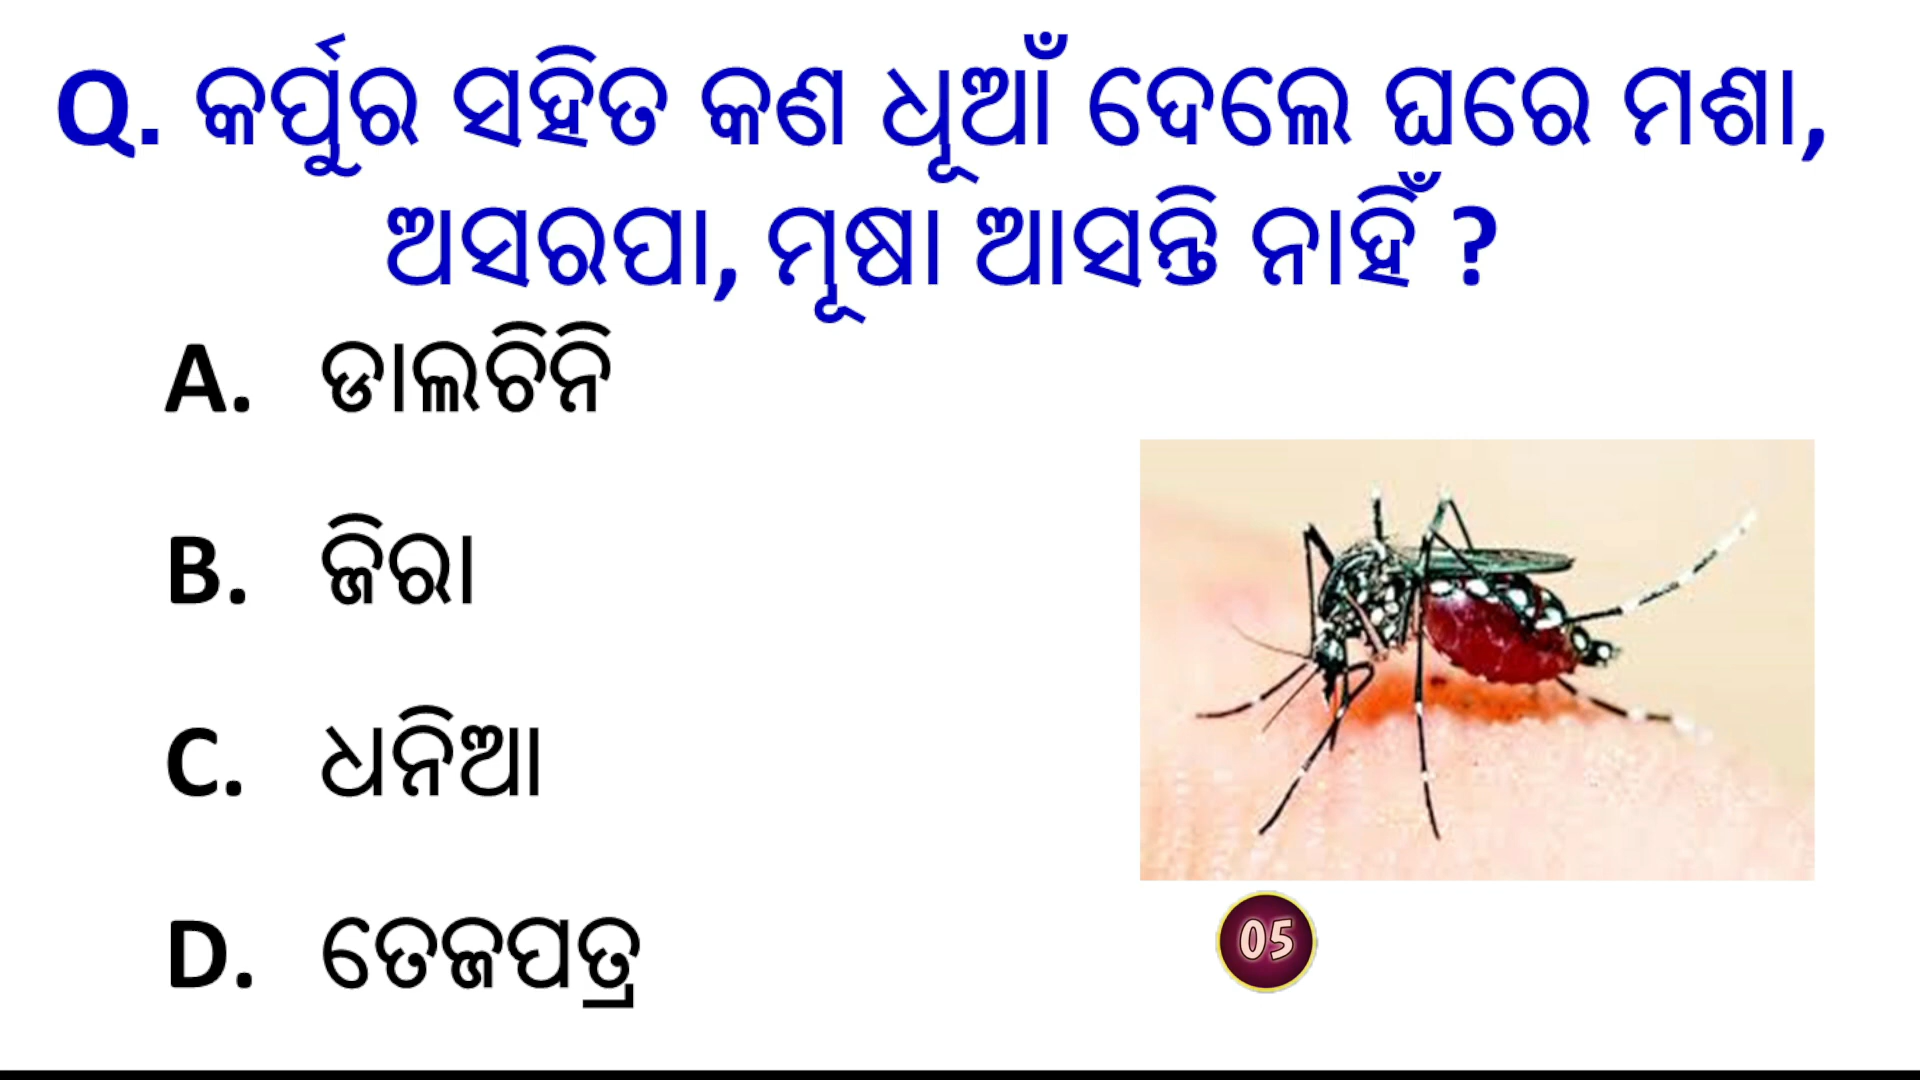 Q. କର୍ପୁର ସହିତ କଣ ଧୂଆଁ ଦେଲେ ଘରେ ମଶା,
ଅସରପା, ମୂଷା ଆସନ୍ତି ନାହିଁ ?
A. ଡାଲଚିନି
B. ଜିରା
C. ଧନିଆ
D. ତେଜପତ୍ର
05